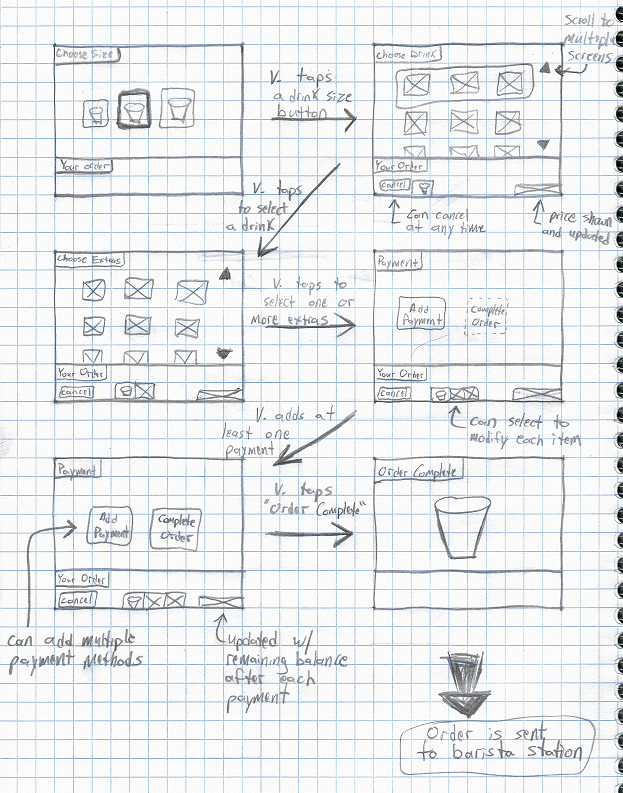 Choose Size
Your order
V. taps
a drink size
button
Scroll to
multiple
screens
Choose Drink
Your Order
cancel
can cancel
at any time
price shown
and updated
V. taps
to select
a drink
Choose Extras
Your Order
cancel
V. taps to
select one or
more extras
Payment
Add
Payment
Complete
Order
Your Order
cancel
can select to
modify each item
V. adds at
least one
payment
Payment
Add
Payment
Complete
Order
Your Order
cancel
can add multiple
payment methods
updated w/
remaining balance
after each
payment
V. taps
"Order Complete"
Order Complete
Order is sent
to barista station